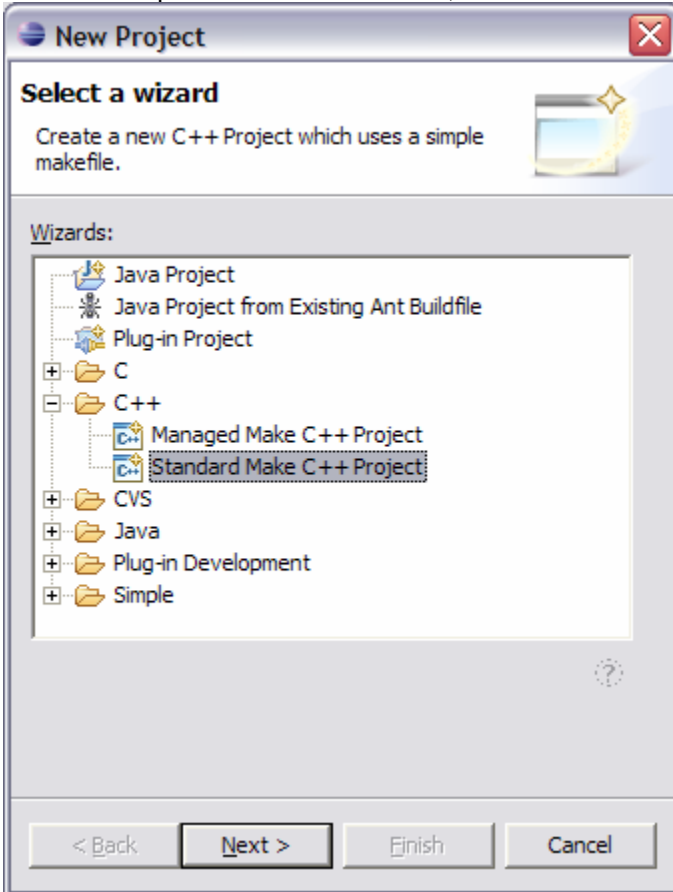 New Project
Select a wizard
Create a new C++ Project which uses a simple
makefile.
Wizards:
Java Project
Java Project from Existing Ant Buildfile
Plug-in Project
C
C++
Managed Make C++ Project
Standard Make C++ Project
CVS
Java
Plug-in Development
Simple
< Back Next > Finish Cancel